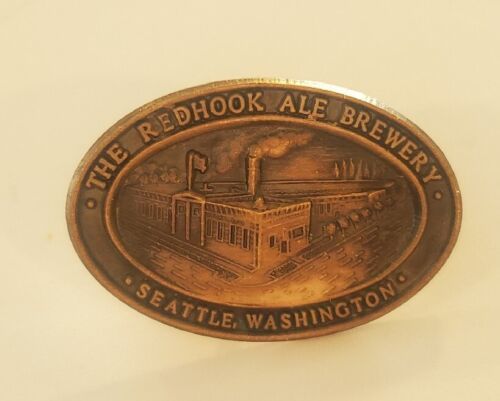 · THE REDHOOK ALE BREWERY ·
· SEATTLE, WASHINGTON ·